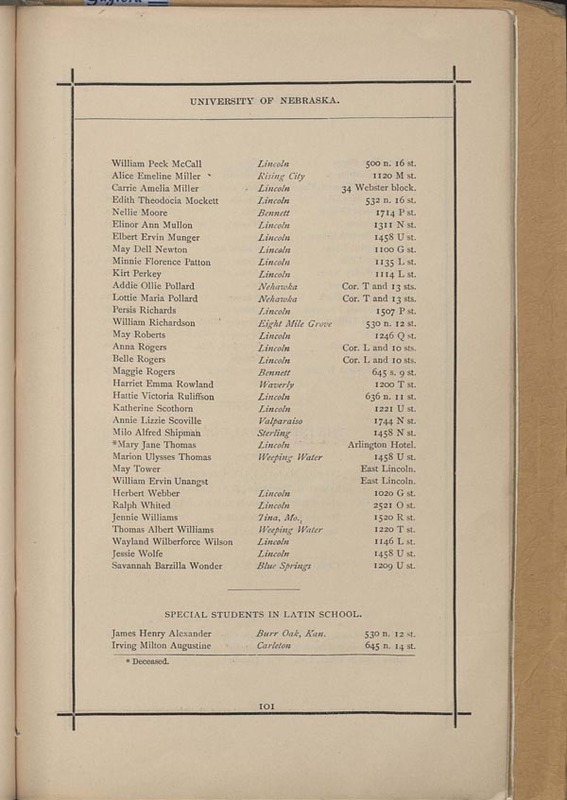 UNIVERSITY OF NEBRASKA.
William Peck McCall Lincoln 500 n. 16 st.
Alice Emeline Miller Rising City 1120 M st.
Carrie Amelia Miller Lincoln 34 Webster block.
Edith Theodocia Mockett Lincoln 532 n. 16 st.
Nellie Moore Bennett 1714 P st.
Elinor Ann Mullon Lincoln 1311 N st.
Elbert Ervin Munger Lincoln 1458 U st.
May Dell Newton Lincoln 1100 G st.
Minnie Florence Patton Lincoln 1135 L st.
Kirt Perkey Lincoln 1114 L st.
Addie Ollie Pollard Nehawka Cor. T and 13 sts.
Lottie Maria Pollard Nehawka Cor. T and 13 sts.
Persis Richards Lincoln 1507 P st.
William Richardson Eight Mile Grove 530 n. 12 st.
May Roberts Lincoln 1246 Q st.
Anna Rogers Lincoln Cor. L and 10 sts.
Belle Rogers Lincoln Cor. L and 10 sts.
Maggie Rogers Bennett 645 s. 9 st.
Harriet Emma Rowland Waverly 1200 T st.
Hattie Victoria Ruliffson Lincoln 636 n. 11 st.
Katherine Scothorn Lincoln 1221 U st.
Annie Lizzie Scoville Valparaiso 1744 N st.
Milo Alfred Shipman Sterling 1458 N st.
*Mary Jane Thomas Lincoln Arlington Hotel.
Marion Ulysses Thomas Weeping Water 1458 U st.
May Tower East Lincoln.
William Ervin Unangst East Lincoln.
Herbert Webber Lincoln 1020 G st.
Ralph Whited Lincoln 2521 O st.
Jennie Williams Tina, Mo., 1520 R st.
Thomas Albert Williams Weeping Water 1220 T st.
Wayland Wilberforce Wilson Lincoln 1146 L st.
Jessie Wolfe Lincoln 1458 U st.
Savannah Barzilla Wonder Blue Springs 1209 U st.
SPECIAL STUDENTS IN LATIN SCHOOL.
James Henry Alexander Burr Oak, Kan. 530 n. 12 st.
Irving Milton Augustine Carleton 645 n. 14 st.
* Deceased.
101